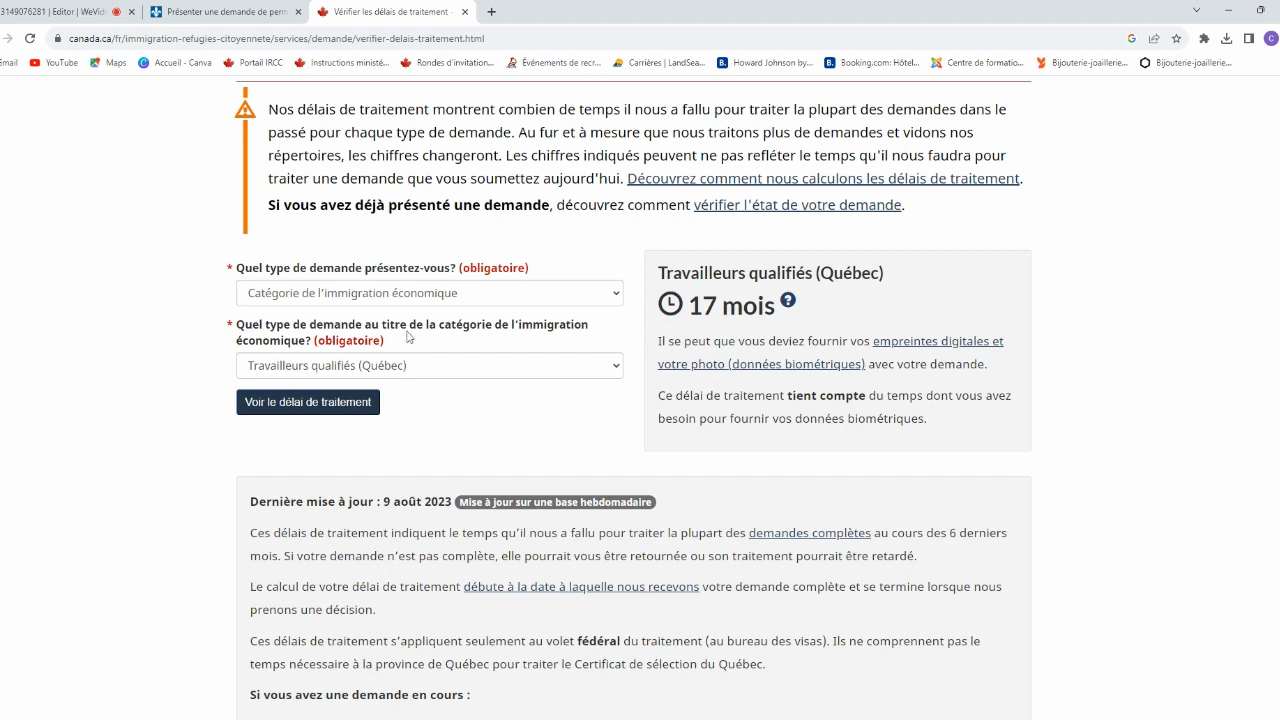 3149076281 | Editor | WeVid
Présenter une demande de perm
Vérifier les délais de traitement -
canada.ca/fr/immigration-refugies-citoyennete/services/demande/verifier-delais-traitement.html
Gmail
YouTube
Maps
Accueil - Canva
Portail IRCC
Instructions ministé...
Rondes d'invitation...
Événements de recr...
Carrières | LandSea...
Howard Johnson by...
Booking.com: Hôtel...
Centre de formatio...
Bijouterie-joaillerie...
Bijouterie-joaillerie...
Nos délais de traitement montrent combien de temps il nous a fallu pour traiter la plupart des demandes dans le
passé pour chaque type de demande. Au fur et à mesure que nous traitons plus de demandes et vidons nos
répertoires, les chiffres changeront. Les chiffres indiqués peuvent ne pas refléter le temps qu'il nous faudra pour
traiter une demande que vous soumettez aujourd'hui. Découvrez comment nous calculons les délais de traitement.
Si vous avez déjà présenté une demande, découvrez comment vérifier l'état de votre demande.
* Quel type de demande présentez-vous? (obligatoire)
Catégorie de l'immigration économique
* Quel type de demande au titre de la catégorie de l'immigration
économique? (obligatoire)
Travailleurs qualifiés (Québec)
Voir le délai de traitement
Travailleurs qualifiés (Québec)
17 mois ?
Il se peut que vous deviez fournir vos empreintes digitales et
votre photo (données biométriques) avec votre demande.
Ce délai de traitement tient compte du temps dont vous avez
besoin pour fournir vos données biométriques.
Dernière mise à jour : 9 août 2023 Mise à jour sur une base hebdomadaire
Ces délais de traitement indiquent le temps qu'il nous a fallu pour traiter la plupart des demandes complètes au cours des 6 derniers
mois. Si votre demande n'est pas complète, elle pourrait vous être retournée ou son traitement pourrait être retardé.
Le calcul de votre délai de traitement débute à la date à laquelle nous recevons votre demande complète et se termine lorsque nous
prenons une décision.
Ces délais de traitement s'appliquent seulement au volet fédéral du traitement (au bureau des visas). Ils ne comprennent pas le
temps nécessaire à la province de Québec pour traiter le Certificat de sélection du Québec.
Si vous avez une demande en cours :